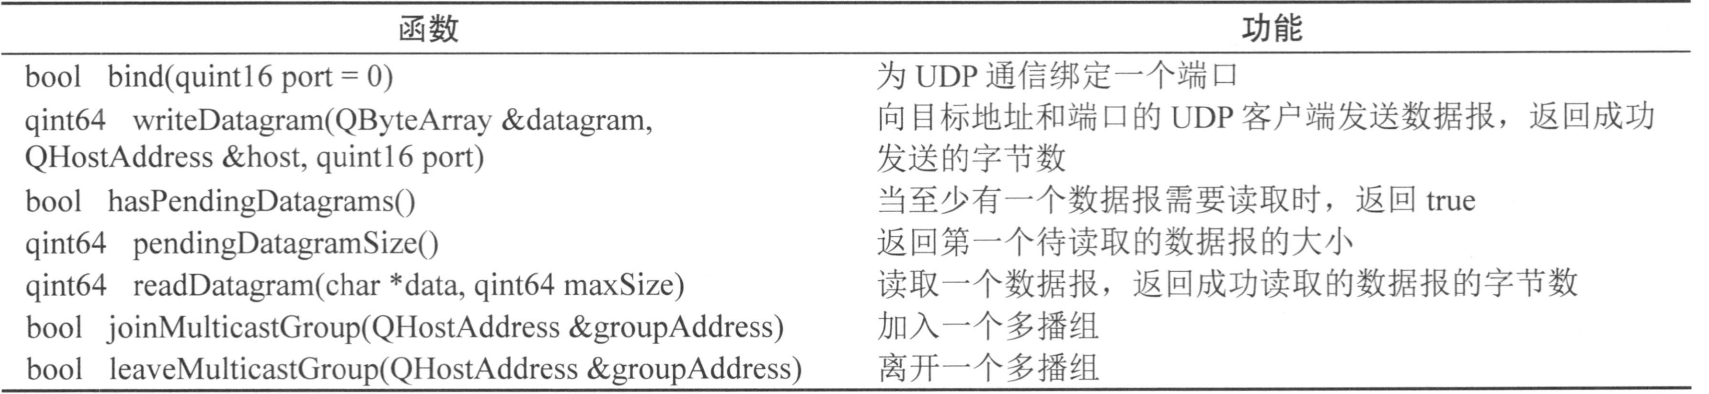 函数 功能
bool bind(quint16 port = 0) 为 UDP 通信绑定一个端口
qint64 writeDatagram(QByteArray &datagram, 向目标地址和端口的 UDP 客户端发送数据报，返回成功
QHostAddress &host, quint16 port) 发送的字节数
bool hasPendingDatagrams() 当至少有一个数据报需要读取时，返回 true
qint64 pendingDatagramSize() 返回第一个待读取的数据报的大小
qint64 readDatagram(char *data, qint64 maxSize) 读取一个数据报，返回成功读取的数据报的字节数
bool joinMulticastGroup(QHostAddress &groupAddress) 加入一个多播组
bool leaveMulticastGroup(QHostAddress &groupAddress) 离开一个多播组